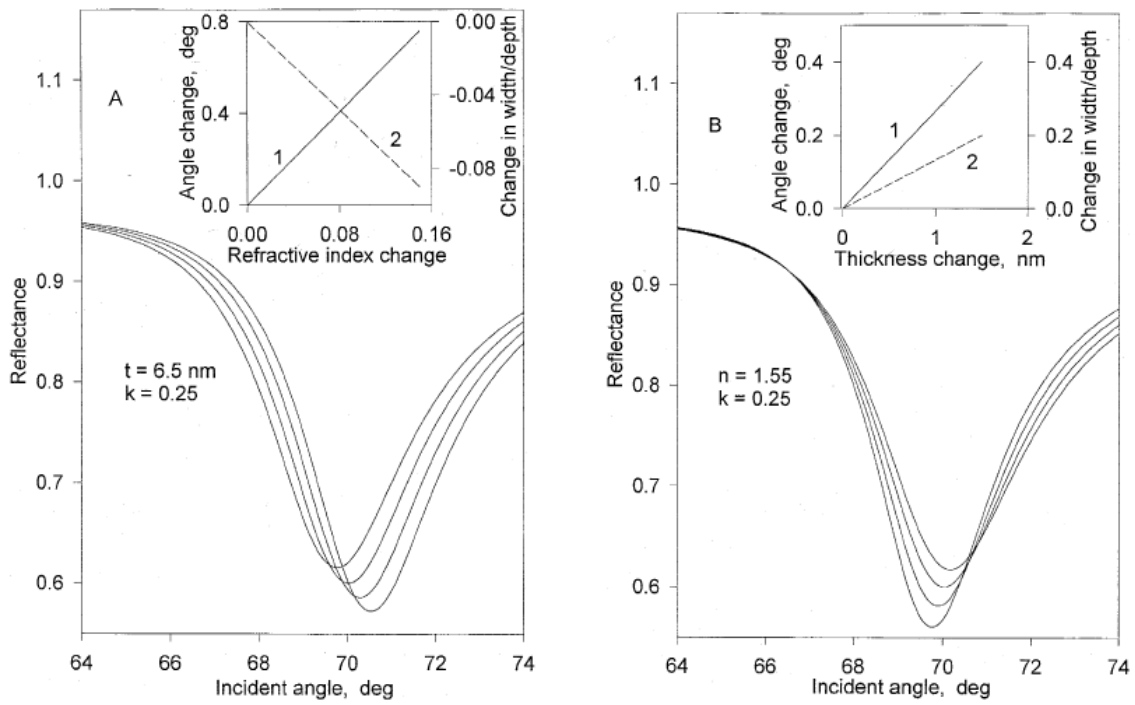 A
Reflectance
1.1
1.0
0.9
0.8
0.7
0.6
64 66 68 70 72 74
Incident angle, deg
t = 6.5 nm
k = 0.25
Angle change, deg
0.8
0.4
0.0
0.00 0.08 0.16
Refractive index change
0.00
-0.04
-0.08
Change in width/depth
1
2
B
Reflectance
1.1
1.0
0.9
0.8
0.7
0.6
64 66 68 70 72 74
Incident angle, deg
n = 1.55
k = 0.25
Angle change, deg
0.4
0.2
0.0
0 1 2
Thickness change, nm
0.4
0.2
0.0
Change in width/depth
1
2